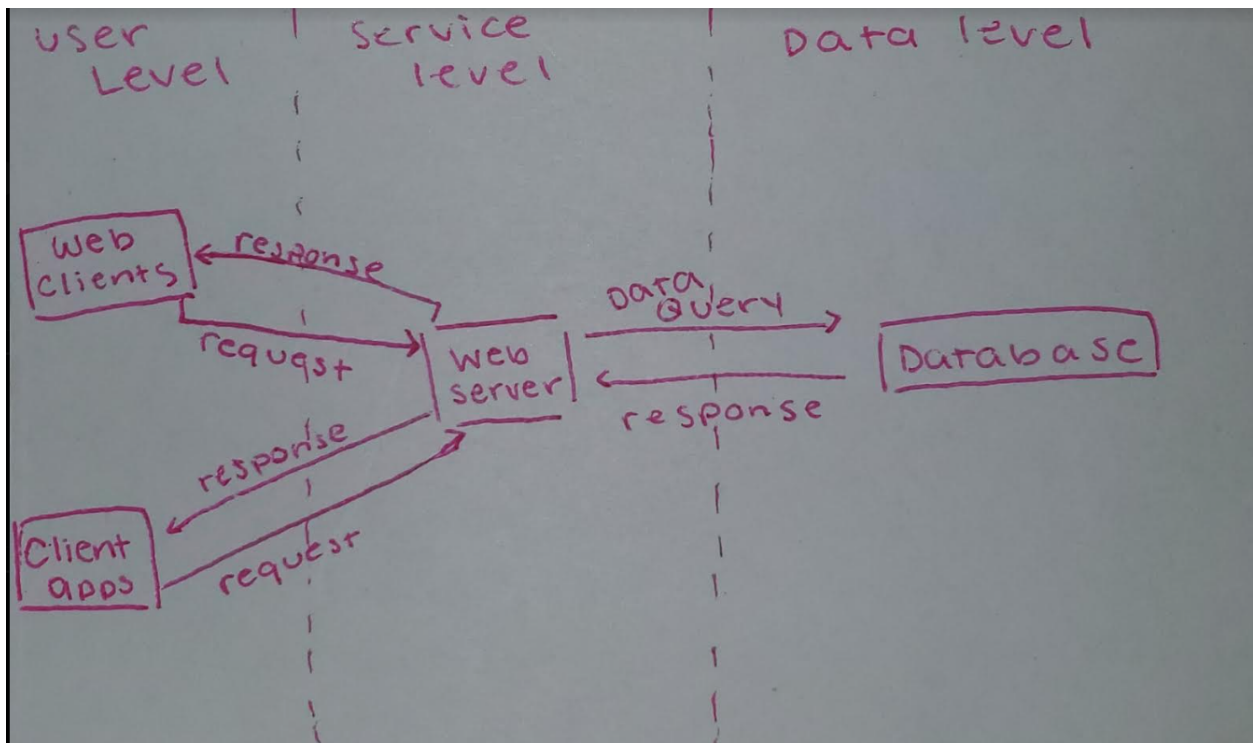 user
Level
service
level
Data level
web
clients
response
requqst
web
server
Data
Query
response
Database
response
request
Client
apps